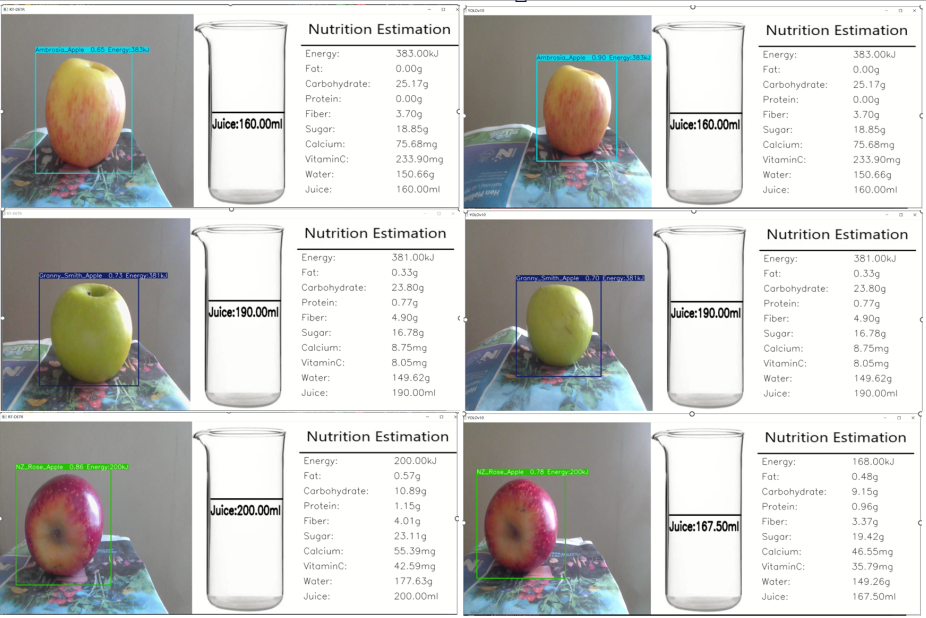 RT-DETR
Ambrosia_Apple 0.65 Energy:383kJ
Juice:160.00ml
Nutrition Estimation
Energy: 383.00kJ
Fat: 0.00g
Carbohydrate: 25.17g
Protein: 0.00g
Fiber: 3.70g
Sugar: 18.85g
Calcium: 75.68mg
VitaminC: 233.90mg
Water: 150.66g
Juice: 160.00ml
YOLOv10
Ambrosia_Apple 0.90 Energy:383kJ
Juice:160.00ml
Nutrition Estimation
Energy: 383.00kJ
Fat: 0.00g
Carbohydrate: 25.17g
Protein: 0.00g
Fiber: 3.70g
Sugar: 18.85g
Calcium: 75.68mg
VitaminC: 233.90mg
Water: 150.66g
Juice: 160.00ml
RT-DETR
Granny_Smith_Apple 0.73 Energy:381kJ
Juice:190.00ml
Nutrition Estimation
Energy: 381.00kJ
Fat: 0.33g
Carbohydrate: 23.80g
Protein: 0.77g
Fiber: 4.90g
Sugar: 16.78g
Calcium: 8.75mg
VitaminC: 8.05mg
Water: 149.62g
Juice: 190.00ml
YOLOv10
Granny_Smith_Apple 0.70 Energy:381kJ
Juice:190.00ml
Nutrition Estimation
Energy: 381.00kJ
Fat: 0.33g
Carbohydrate: 23.80g
Protein: 0.77g
Fiber: 4.90g
Sugar: 16.78g
Calcium: 8.75mg
VitaminC: 8.05mg
Water: 149.62g
Juice: 190.00ml
RT-DETR
NZ_Rose_Apple 0.86 Energy:200kJ
Juice:200.00ml
Nutrition Estimation
Energy: 200.00kJ
Fat: 0.57g
Carbohydrate: 10.89g
Protein: 1.15g
Fiber: 4.01g
Sugar: 23.11g
Calcium: 55.39mg
VitaminC: 42.59mg
Water: 177.63g
Juice: 200.00ml
YOLOv10
NZ_Rose_Apple 0.78 Energy:200kJ
Juice:167.50ml
Nutrition Estimation
Energy: 168.00kJ
Fat: 0.48g
Carbohydrate: 9.15g
Protein: 0.96g
Fiber: 3.37g
Sugar: 19.42g
Calcium: 46.55mg
VitaminC: 35.79mg
Water: 149.26g
Juice: 167.50ml